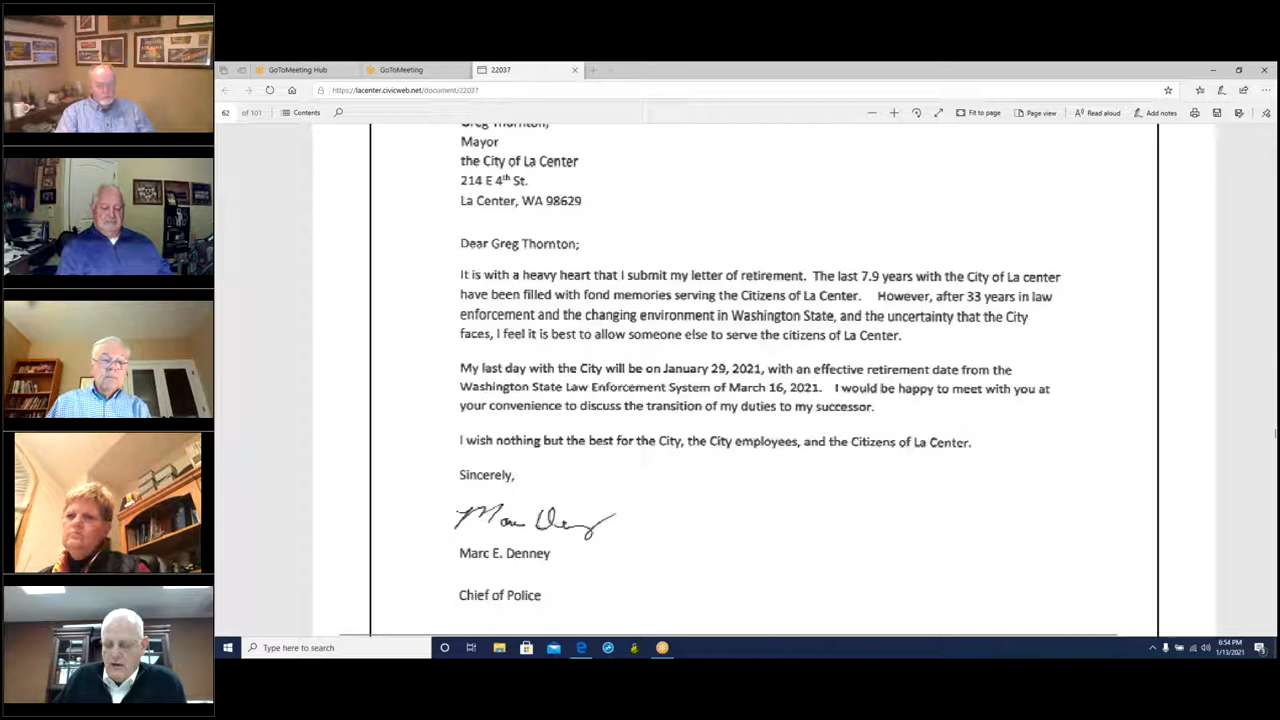 GoToMeeting Hub
GoToMeeting
22037
https://lacenter.civicweb.net/document/22037
62 of 101
Contents
Fit to page
Page view
Read aloud
Add notes
Greg Thornton,
Mayor
the City of La Center
214 E 4th St.
La Center, WA 98629
Dear Greg Thornton;
It is with a heavy heart that I submit my letter of retirement. The last 7.9 years with the City of La center
have been filled with fond memories serving the Citizens of La Center. However, after 33 years in law
enforcement and the changing environment in Washington State, and the uncertainty that the City
faces, I feel it is best to allow someone else to serve the citizens of La Center.
My last day with the City will be on January 29, 2021, with an effective retirement date from the
Washington State Law Enforcement System of March 16, 2021. I would be happy to meet with you at
your convenience to discuss the transition of my duties to my successor.
I wish nothing but the best for the City, the City employees, and the Citizens of La Center.
Sincerely,
Marc E. Denney
Chief of Police
Type here to search
6:54 PM
1/13/2021